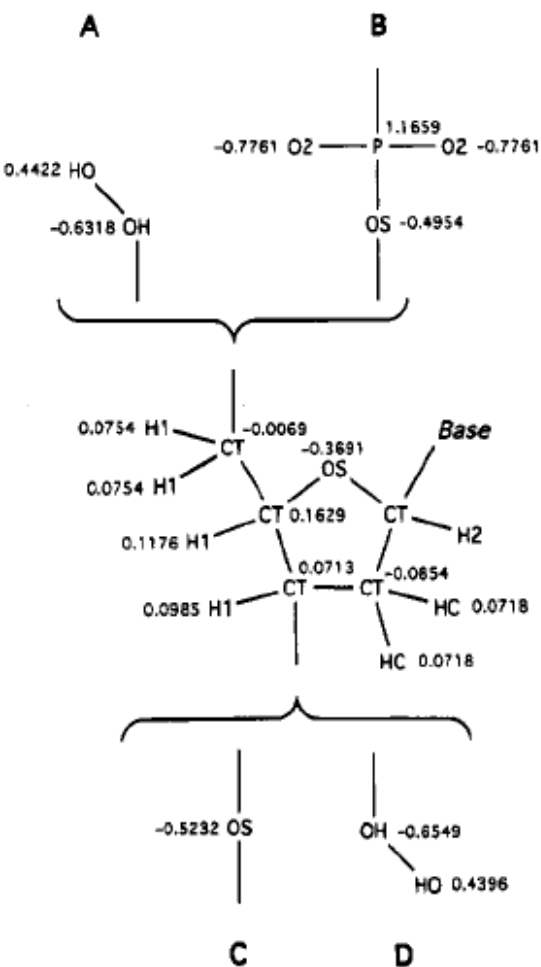 A B
1.1659
-0.7761 O2 P O2 -0.7761
0.4422 HO
-0.6318 OH OS -0.4954
0.0754 H1 -0.0069 Base
CT -0.3691
0.0754 H1 OS
CT 0.1629 CT
0.1176 H1 H2
0.0713 -0.0854
0.0985 H1 CT CT HC 0.0718
HC 0.0718
-0.5232 OS OH -0.6549
HO 0.4396
C D